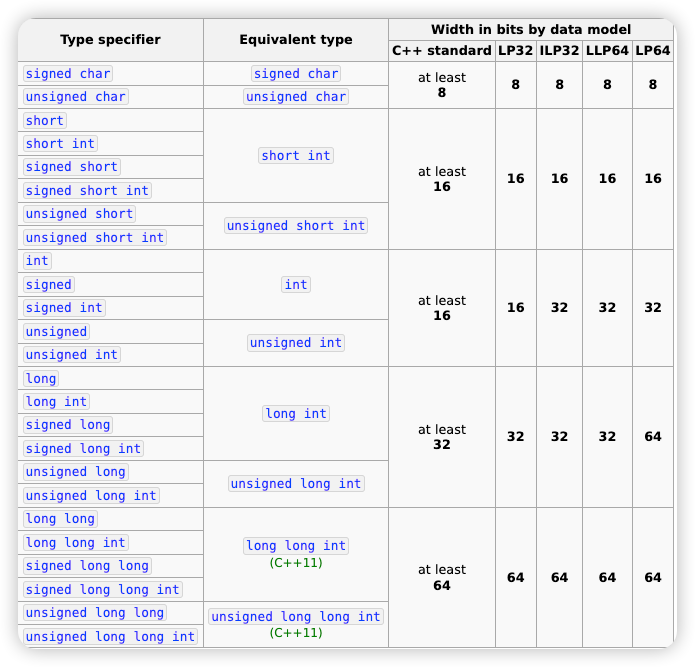 Type specifier Equivalent type Width in bits by data model
C++ standard LP32 ILP32 LLP64 LP64
signed char signed char at least 8 8 8 8 8
unsigned char unsigned char
short short int at least 16 16 16 16 16
short int
signed short
signed short int
unsigned short unsigned short int
unsigned short int
int int at least 16 16 32 32 32
signed
signed int
unsigned unsigned int
unsigned int
long long int at least 32 32 32 32 64
long int
signed long
signed long int
unsigned long unsigned long int
unsigned long int
long long long long int (C++11) at least 64 64 64 64 64
long long int
signed long long
signed long long int
unsigned long long unsigned long long int (C++11)
unsigned long long int